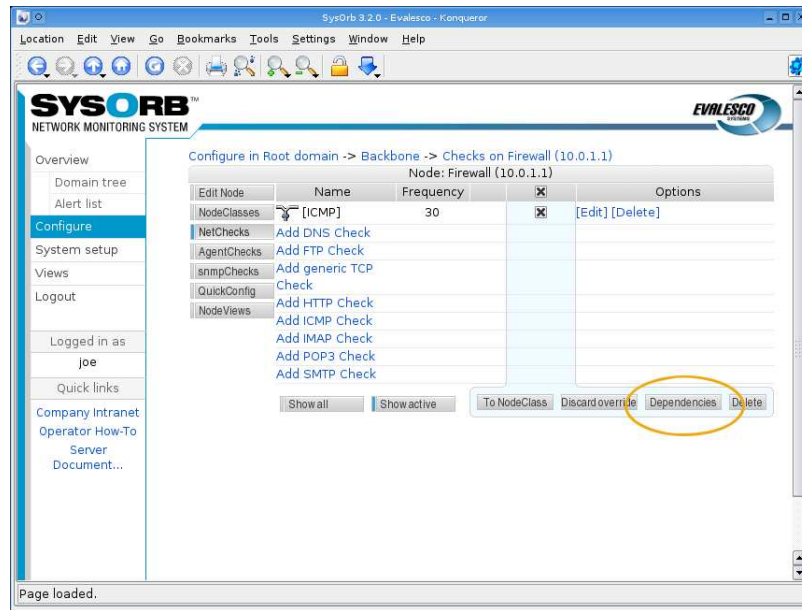 SysOrb 3.2.0 - Evalesco - Konqueror
Location Edit View Go Bookmarks Tools Settings Window Help
SYSORB™
NETWORK MONITORING SYSTEM
EVALESCO
SYSTEMS
Overview
Domain tree
Alert list
Configure
System setup
Views
Logout
Logged in as
joe
Quick links
Company Intranet
Operator How-To
Server
Document...
Configure in Root domain -> Backbone -> Checks on Firewall (10.0.1.1)
Node: Firewall (10.0.1.1)
Edit Node
NodeClasses
NetChecks
AgentChecks
snmpChecks
QuickConfig
NodeViews
Name Frequency Options
[ICMP] 30 [Edit] [Delete]
Add DNS Check
Add FTP Check
Add generic TCP
Check
Add HTTP Check
Add ICMP Check
Add IMAP Check
Add POP3 Check
Add SMTP Check
Show all Show active To NodeClass Discard override Dependencies Delete
Page loaded.